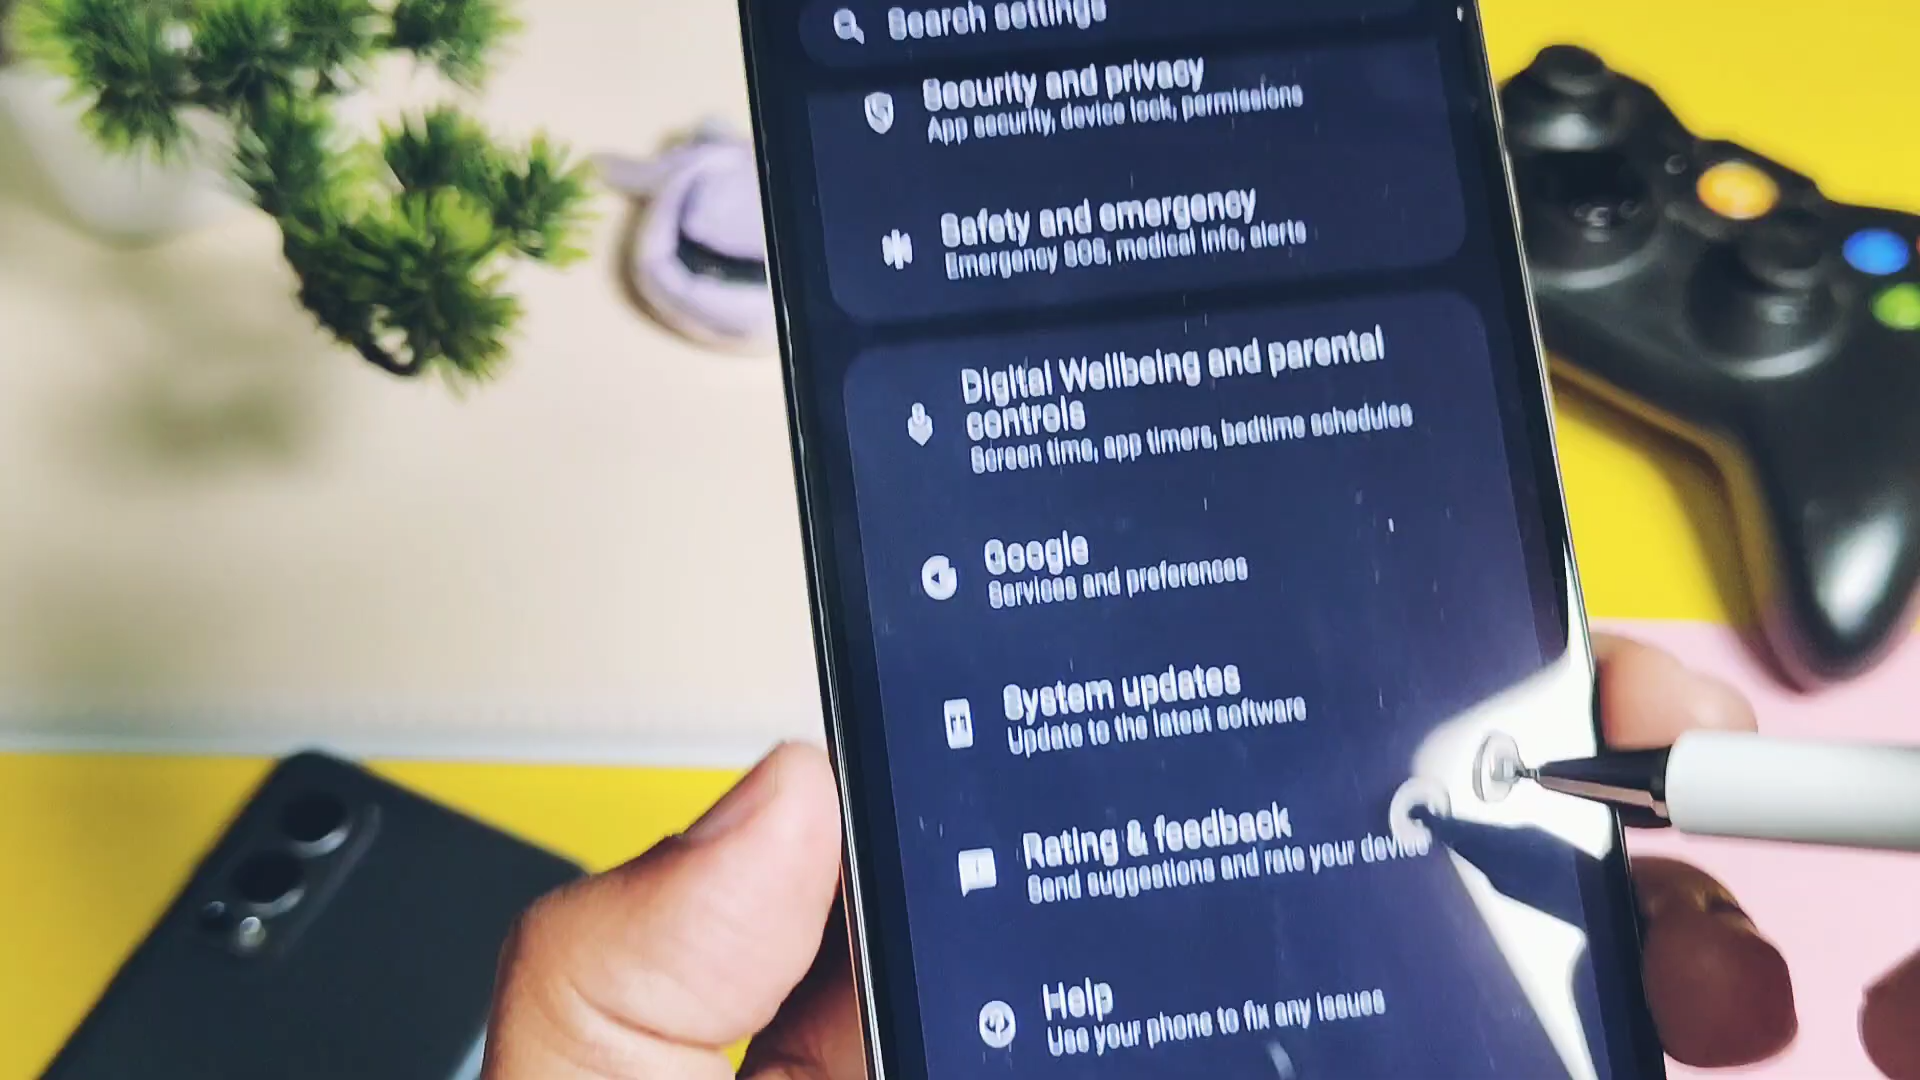 Search settings
Security and privacy
App security, device lock, permissions
Safety and emergency
Emergency SOS, medical info, alerts
Digital Wellbeing and parental
controls
Screen time, app timers, bedtime schedules
Google
Services and preferences
System updates
Update to the latest software
Rating & feedback
Send suggestions and rate your device
Help
Use your phone to fix any issues